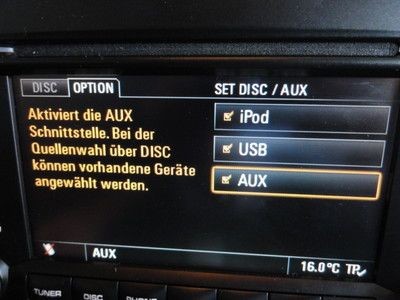 DISC OPTION SET DISC / AUX
Aktiviert die AUX
Schnittstelle. Bei der
Quellenwahl über DISC
können vorhandene Geräte
angewählt werden.
iPod
USB
AUX
AUX 16.0°C TP
TUNER DISC PHONE